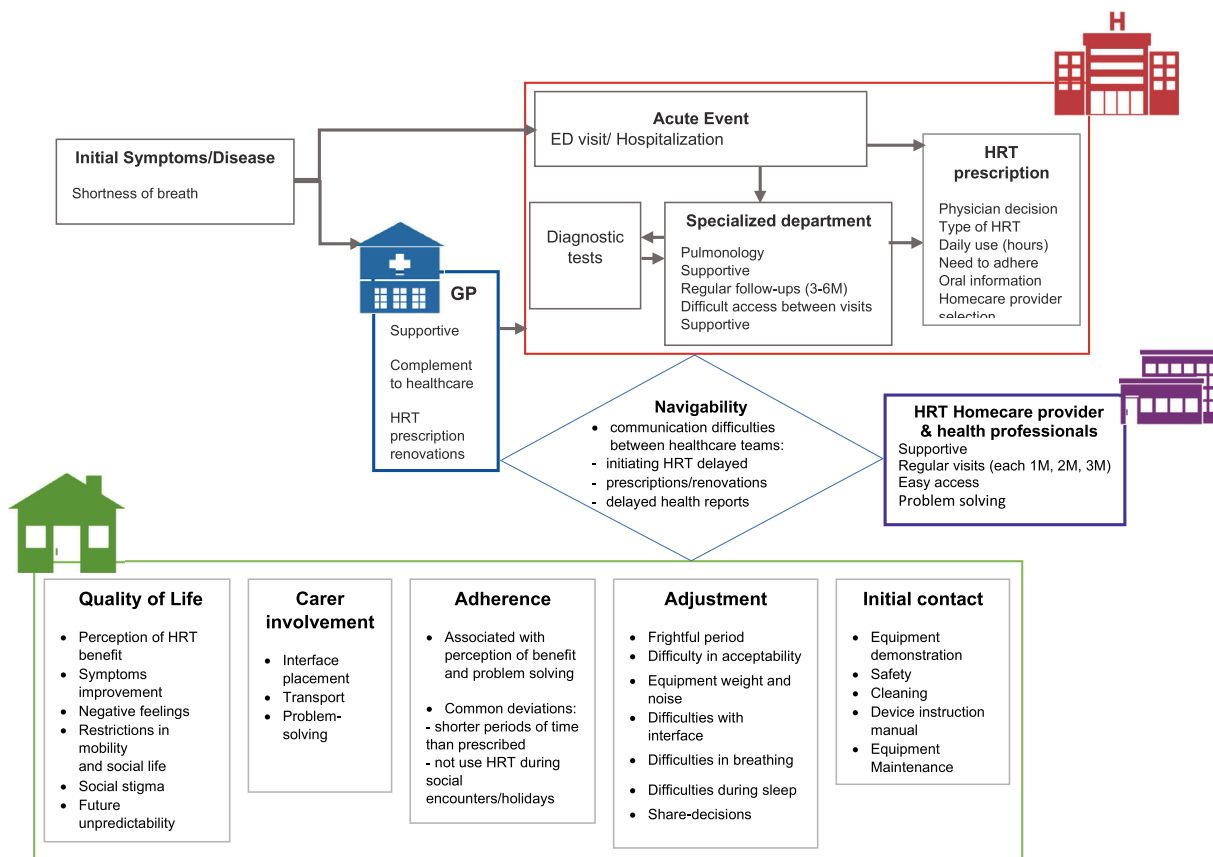 H
Initial Symptoms/Disease
Shortness of breath
Acute Event
ED visit/ Hospitalization
HRT
prescription
Physician decision
Type of HRT
Daily use (hours)
Need to adhere
Oral information
Homecare provider
selection
Diagnostic
tests
Specialized department
Pulmonology
Supportive
Regular follow-ups (3-6M)
Difficult access between visits
Supportive
GP
Supportive
Complement
to healthcare
HRT
prescription
renovations
Navigability
• communication difficulties
between healthcare teams:
- initiating HRT delayed
- prescriptions/renovations
- delayed health reports
HRT Homecare provider
& health professionals
Supportive
Regular visits (each 1M, 2M, 3M)
Easy access
Problem solving
Quality of Life
• Perception of HRT
benefit
• Symptoms
improvement
• Negative feelings
• Restrictions in
mobility
and social life
• Social stigma
• Future
unpredictability
Carer
involvement
• Interface
placement
• Transport
• Problem-
solving
Adherence
• Associated with
perception of benefit
and problem solving
• Common deviations:
- shorter periods of time
than prescribed
- not use HRT during
social
encounters/holidays
Adjustment
• Frightful period
• Difficulty in acceptability
• Equipment weight and
noise
• Difficulties with
interface
• Difficulties in breathing
• Difficulties during sleep
• Share-decisions
Initial contact
• Equipment
demonstration
• Safety
• Cleaning
• Device instruction
manual
• Equipment
Maintenance